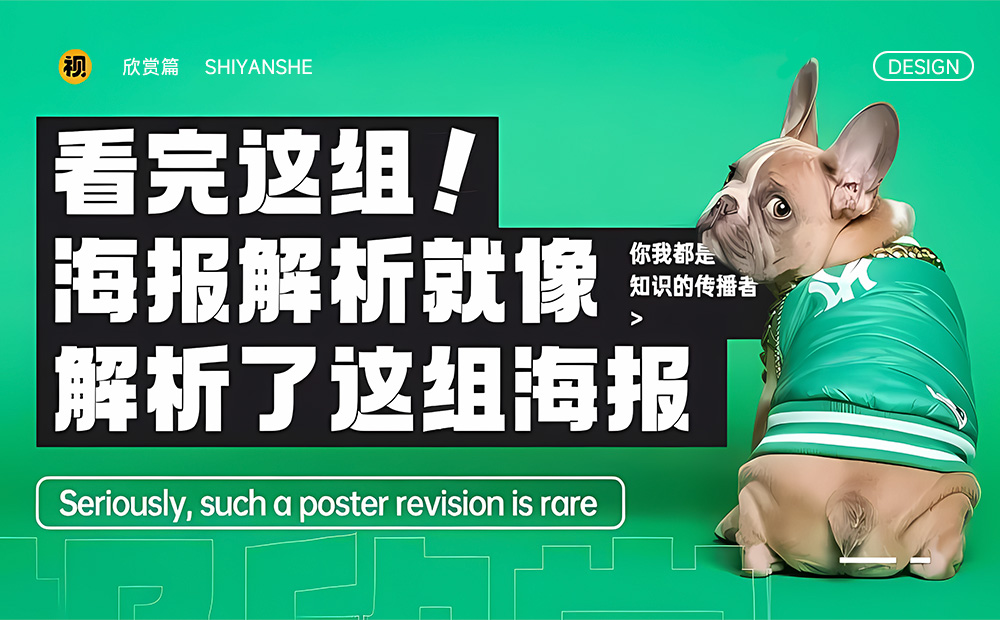 视 欣赏篇 SHIYANSHE
DESIGN
看完这组！
海报解析就像
解析了这组海报
你我都是
知识的传播者
>
Seriously, such a poster revision is rare